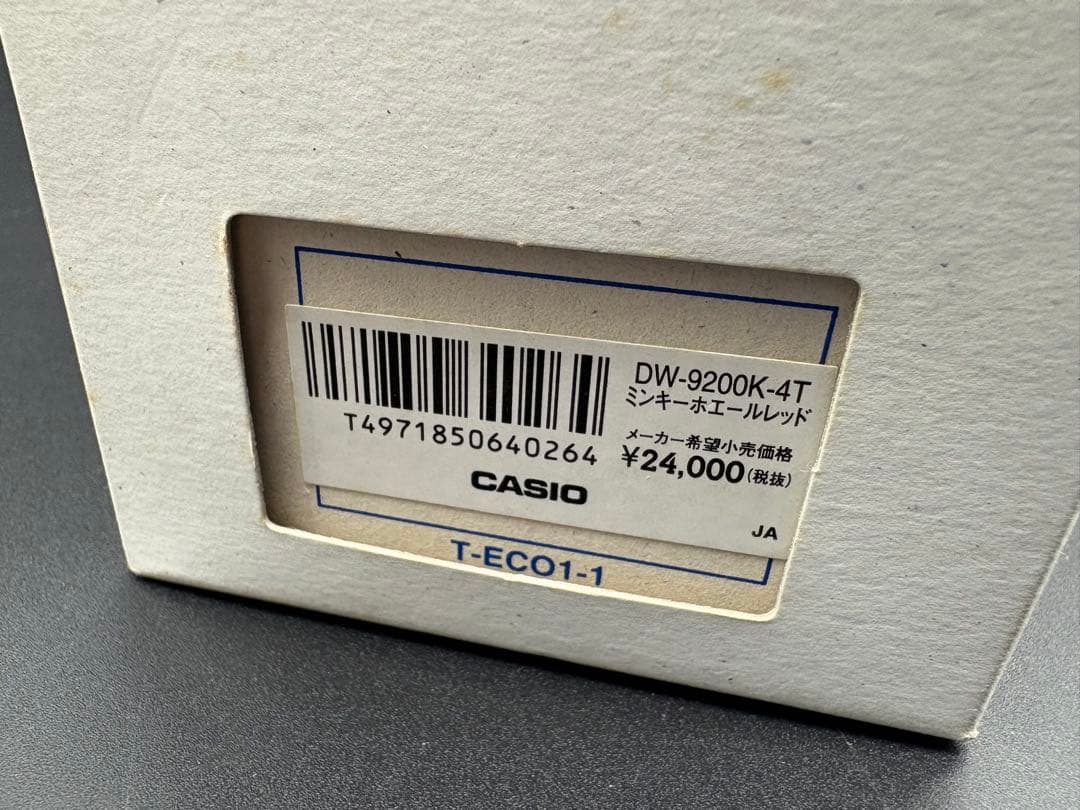 DW-9200K-4T
ミンキーホエールレッド
T4971850640264
メーカー希望小売価格
¥24,000(税抜)
CASIO
JA
T-ECO1-1